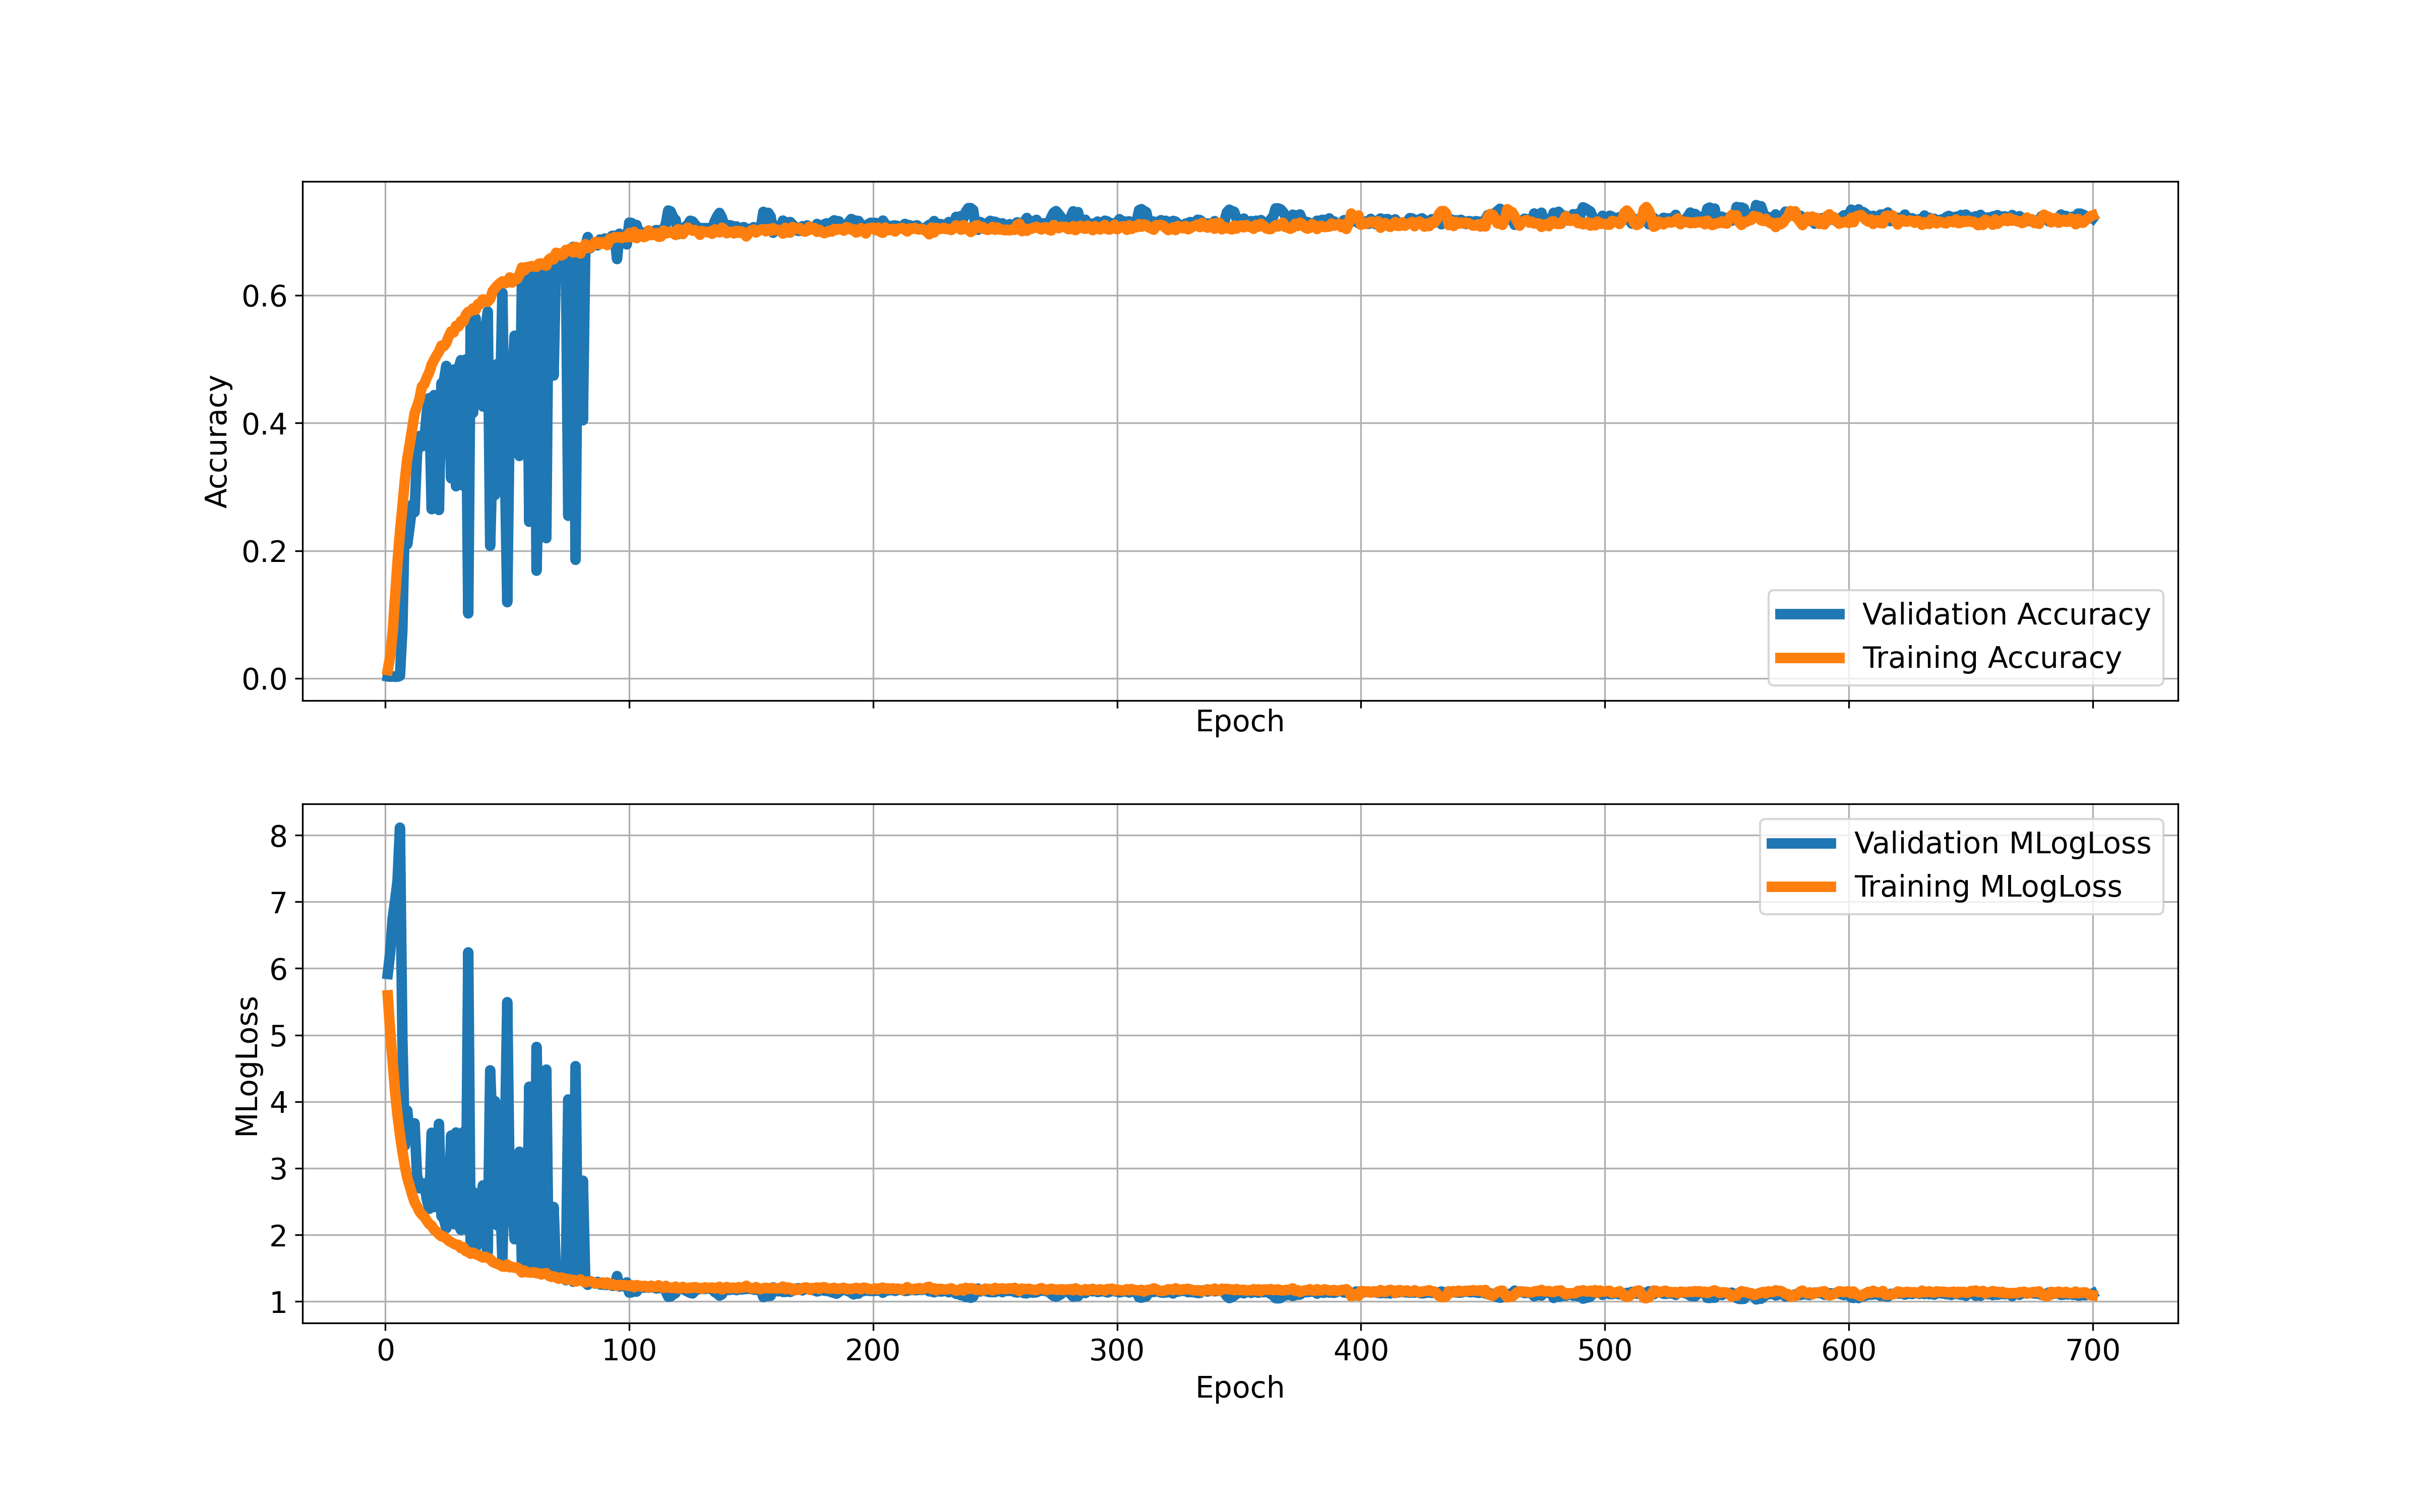 0.6
0.4
0.2
0.0
Accuracy
Validation Accuracy
Training Accuracy
Epoch
8
7
6
5
4
3
2
1
MLogLoss
Validation MLogLoss
Training MLogLoss
0 100 200 300 400 500 600 700
Epoch